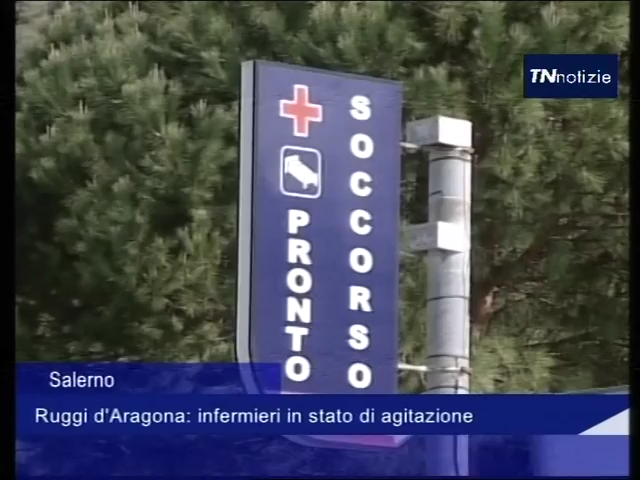 TNnotizie
PRONTO
SOCCORSO
Salerno
Ruggi d'Aragona: infermieri in stato di agitazione